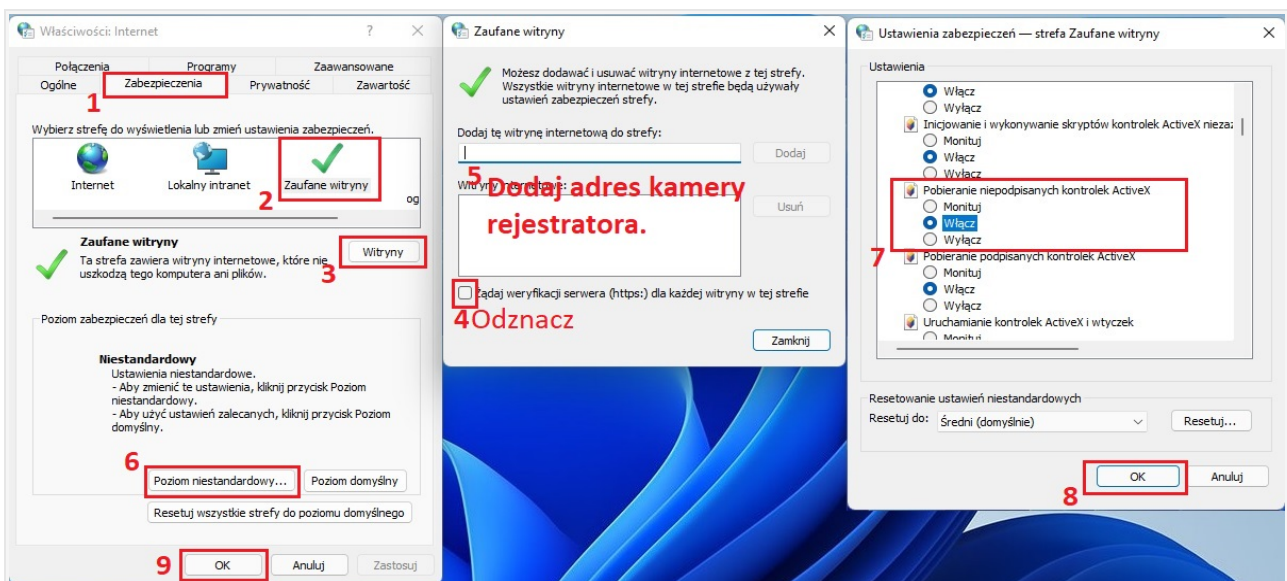 Właściwości: Internet
?
Połączenia Programy Zaawansowane
Ogólne Zabezpieczenia Prywatność Zawartość
1
Wybierz strefę do wyświetlenia lub zmień ustawienia zabezpieczeń.
Internet Lokalny intranet Zaufane witryny
2
og
Zaufane witryny
Ta strefa zawiera witryny internetowe, które nie
uszkodzą tego komputera ani plików.
Witryny
3
Poziom zabezpieczeń dla tej strefy
Niestandardowy
Ustawienia niestandardowe.
- Aby zmienić te ustawienia, kliknij przycisk Poziom
niestandardowy.
- Aby użyć ustawień zalecanych, kliknij przycisk Poziom
domyślny.
6
Poziom niestandardowy... Poziom domyślny
Resetuj wszystkie strefy do poziomu domyślnego
9
OK Anuluj Zastosuj
Zaufane witryny
Możesz dodawać i usuwać witryny internetowe z tej strefy.
Wszystkie witryny internetowe w tej strefie będą używały
ustawień zabezpieczeń strefy.
Dodaj tę witrynę internetową do strefy:
Dodaj
5
Witryny internetowe:
Dodaj adres kamery
rejestratora.
Usuń
Żądaj weryfikacji serwera (https:) dla każdej witryny w tej strefie
4 Odznacz
Zamknij
Ustawienia zabezpieczeń — strefa Zaufane witryny
Ustawienia
Włącz
Wyłącz
Inicjowanie i wykonywanie skryptów kontrolek ActiveX niezaz
Monituj
Włącz
Wyłącz
Pobieranie niepodpisanych kontrolek ActiveX
Monituj
Włącz
Wyłącz
7
Pobieranie podpisanych kontrolek ActiveX
Monituj
Włącz
Wyłącz
Uruchamianie kontrolek ActiveX i wtyczek
Monituj
Resetowanie ustawień niestandardowych
Resetuj do: Średni (domyślnie) Resetuj...
8
OK Anuluj